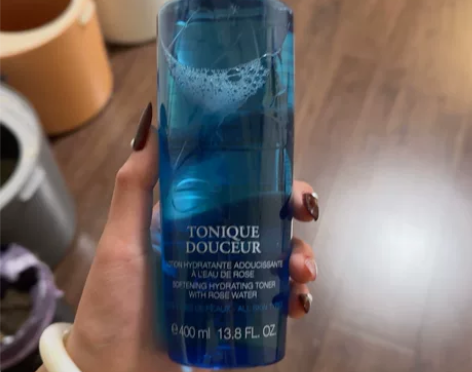 TONIQUE
DOUCEUR
LOTION HYDRATANTE ADOUCISSANTE
À L'EAU DE ROSE
SOFTENING HYDRATING TONER
WITH ROSE WATER
℮400 ml 13.8 FL. OZ.